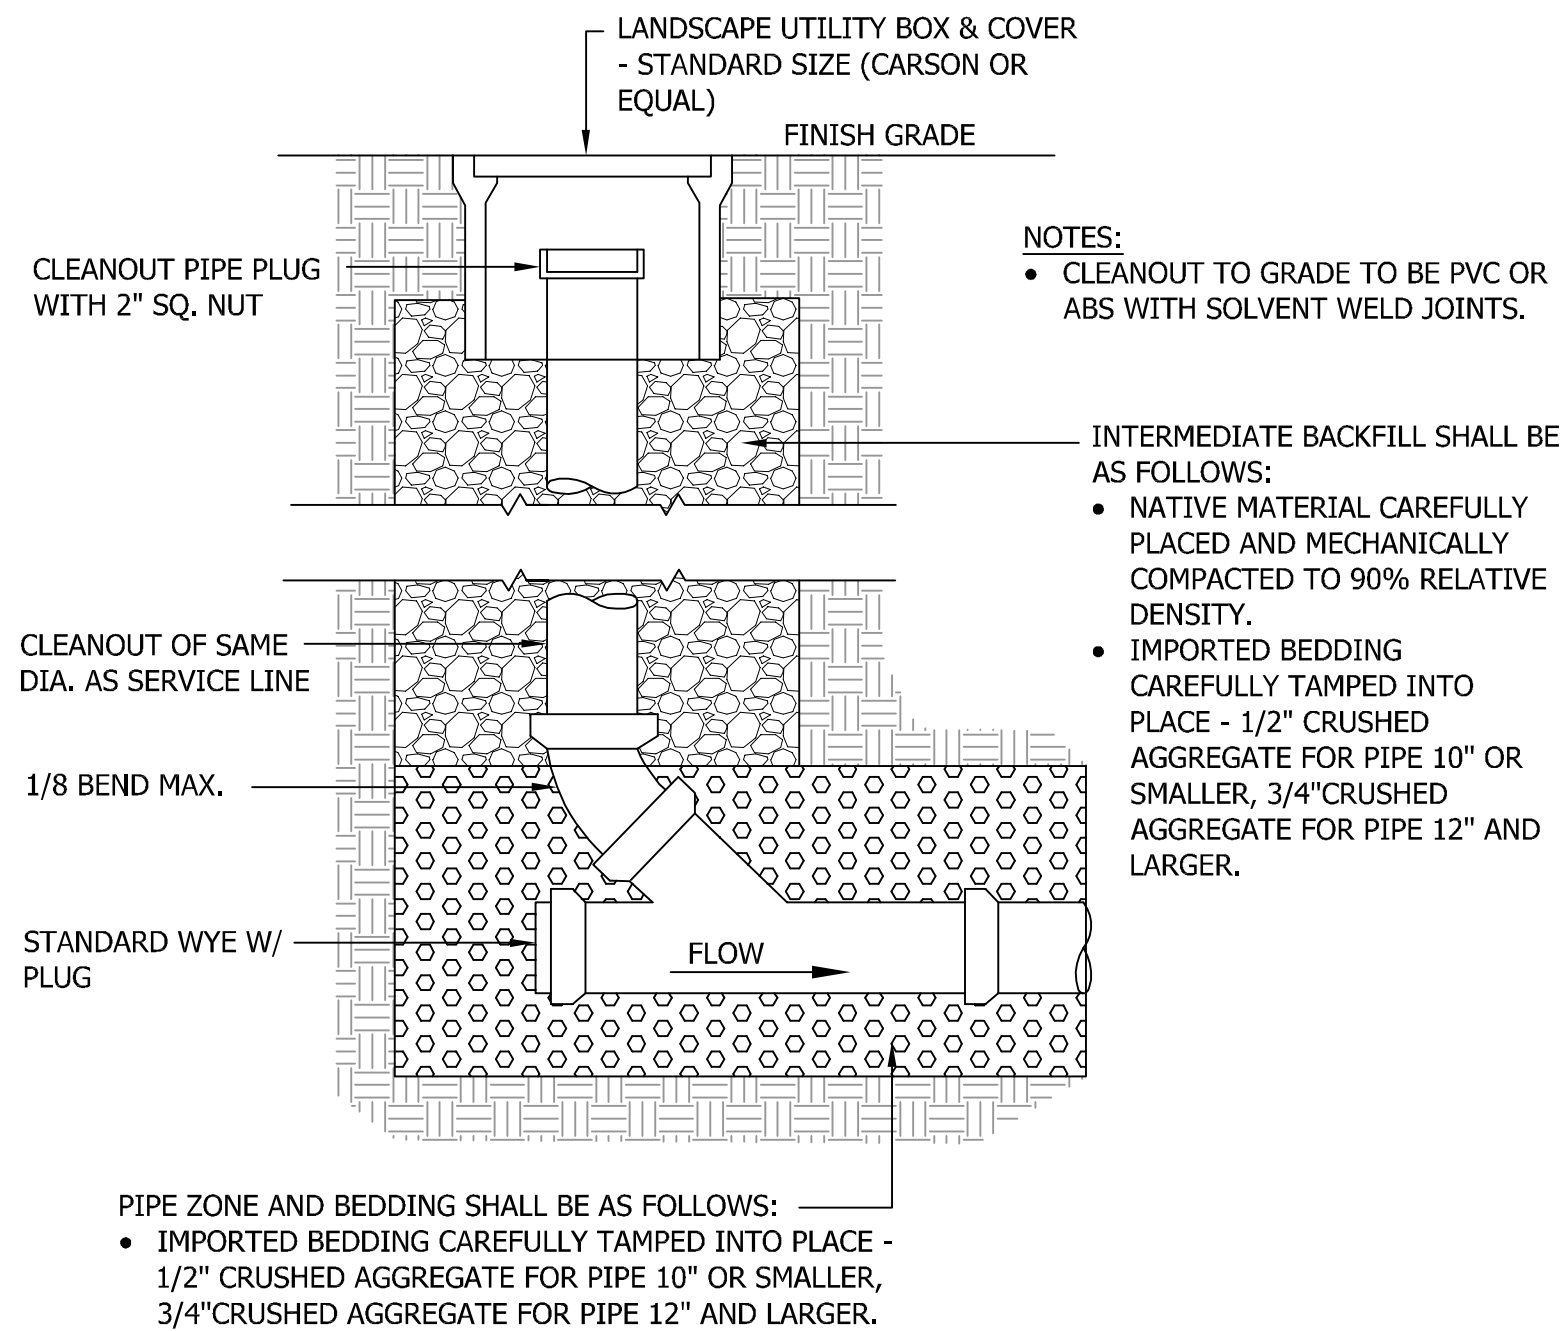 LANDSCAPE UTILITY BOX & COVER
- STANDARD SIZE (CARSON OR
EQUAL)
FINISH GRADE
CLEANOUT PIPE PLUG
WITH 2" SQ. NUT
NOTES:
• CLEANOUT TO GRADE TO BE PVC OR
ABS WITH SOLVENT WELD JOINTS.
INTERMEDIATE BACKFILL SHALL BE
AS FOLLOWS:
• NATIVE MATERIAL CAREFULLY
PLACED AND MECHANICALLY
COMPACTED TO 90% RELATIVE
DENSITY.
• IMPORTED BEDDING
CAREFULLY TAMPED INTO
PLACE - 1/2" CRUSHED
AGGREGATE FOR PIPE 10" OR
SMALLER, 3/4"CRUSHED
AGGREGATE FOR PIPE 12" AND
LARGER.
CLEANOUT OF SAME
DIA. AS SERVICE LINE
1/8 BEND MAX.
STANDARD WYE W/
PLUG
FLOW
PIPE ZONE AND BEDDING SHALL BE AS FOLLOWS:
• IMPORTED BEDDING CAREFULLY TAMPED INTO PLACE -
1/2" CRUSHED AGGREGATE FOR PIPE 10" OR SMALLER,
3/4"CRUSHED AGGREGATE FOR PIPE 12" AND LARGER.